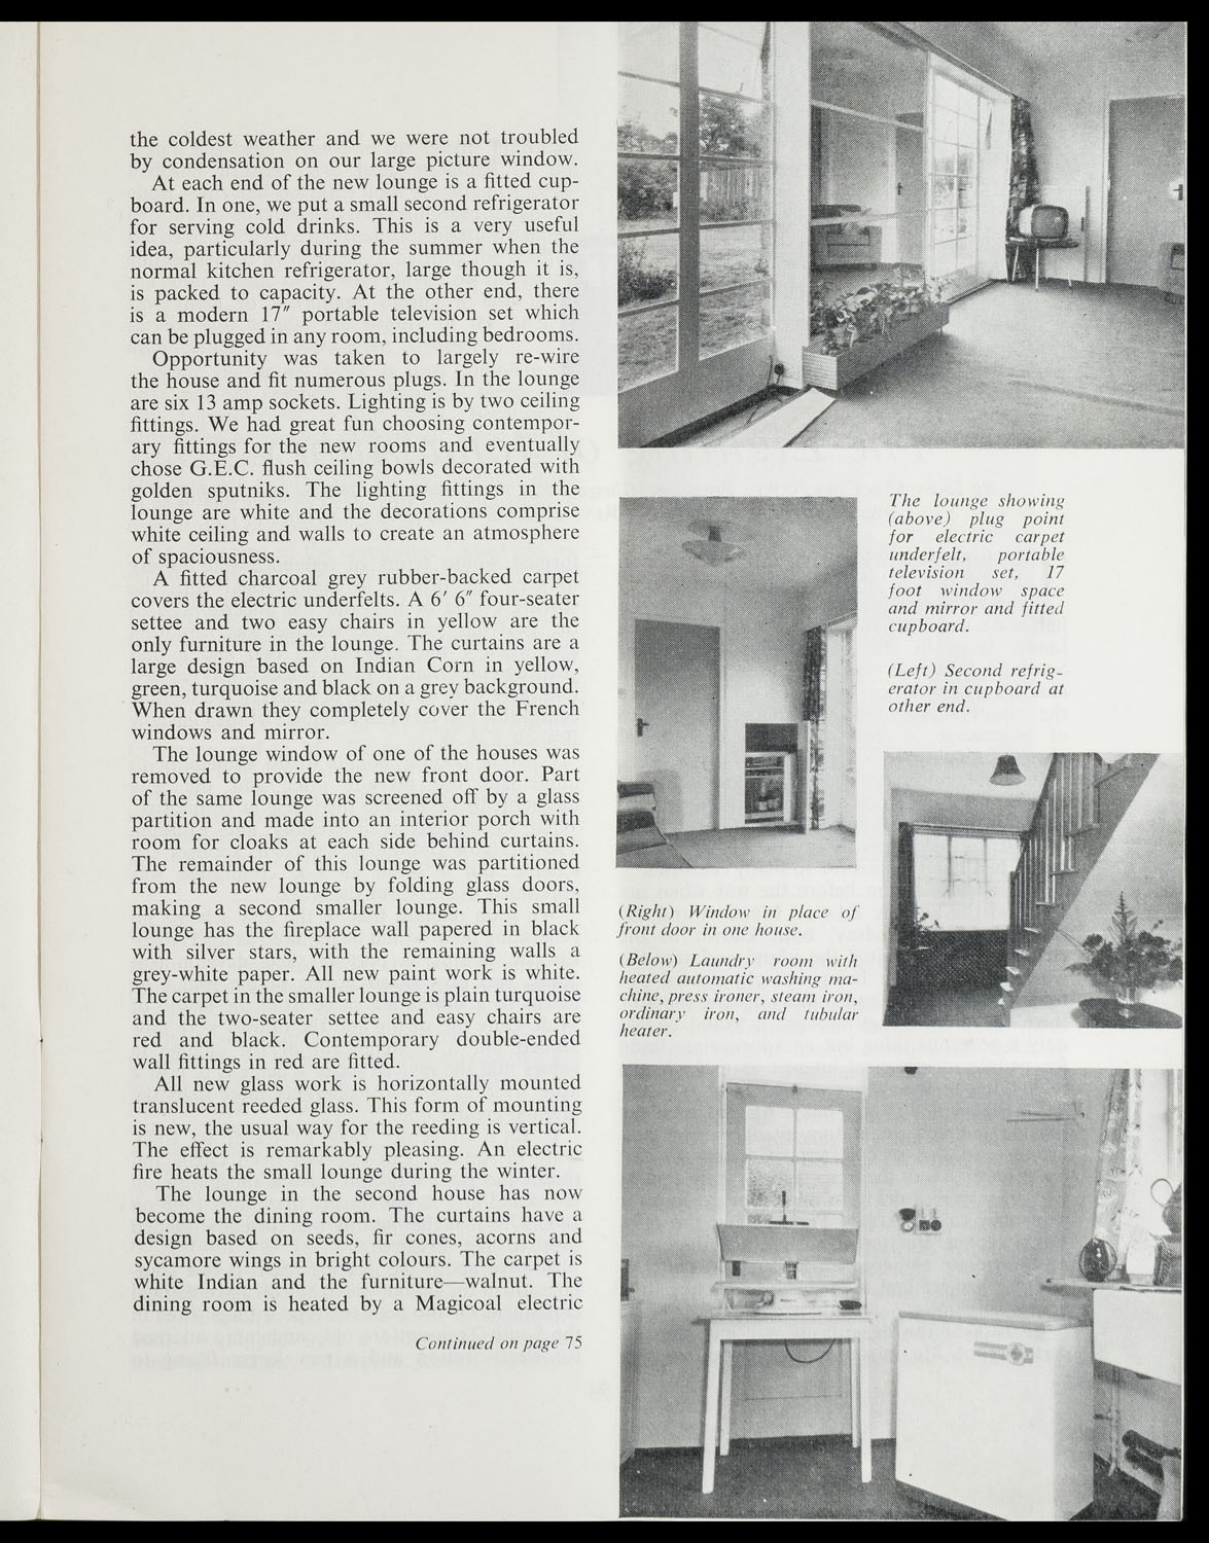 the coldest weather and we were not troubled
by condensation on our large picture window.
At each end of the new lounge is a fitted cup-
board. In one, we put a small second refrigerator
for serving cold drinks. This is a very useful
idea, particularly during the summer when the
normal kitchen refrigerator, large though it is,
is packed to capacity. At the other end, there
is a modern 17″ portable television set which
can be plugged in any room, including bedrooms.
Opportunity was taken to largely re-wire
the house and fit numerous plugs. In the lounge
are six 13 amp sockets. Lighting is by two ceiling
fittings. We had great fun choosing contempor-
ary fittings for the new rooms and eventually
chose G.E.C. flush ceiling bowls decorated with
golden sputniks. The lighting fittings in the
lounge are white and the decorations comprise
white ceiling and walls to create an atmosphere
of spaciousness.
A fitted charcoal grey rubber-backed carpet
covers the electric underfelts. A 6′ 6″ four-seater
settee and two easy chairs in yellow are the
only furniture in the lounge. The curtains are a
large design based on Indian Corn in yellow,
green, turquoise and black on a grey background.
When drawn they completely cover the French
windows and mirror.
The lounge window of one of the houses was
removed to provide the new front door. Part
of the same lounge was screened off by a glass
partition and made into an interior porch with
room for cloaks at each side behind curtains.
The remainder of this lounge was partitioned
from the new lounge by folding glass doors,
making a second smaller lounge. This small
lounge has the fireplace wall papered in black
with silver stars, with the remaining walls a
grey-white paper. All new paint work is white.
The carpet in the smaller lounge is plain turquoise
and the two-seater settee and easy chairs are
red and black. Contemporary double-ended
wall fittings in red are fitted.
All new glass work is horizontally mounted
translucent reeded glass. This form of mounting
is new, the usual way for the reeding is vertical.
The effect is remarkably pleasing. An electric
fire heats the small lounge during the winter.
The lounge in the second house has now
become the dining room. The curtains have a
design based on seeds, fir cones, acorns and
sycamore wings in bright colours. The carpet is
white Indian and the furniture—walnut. The
dining room is heated by a Magicoal electric
Continued on page 75
The lounge showing
(above) plug point
for electric carpet
underfelt, portable
television set, 17
foot window space
and mirror and fitted
cupboard.
(Left) Second refrig-
erator in cupboard at
other end.
(Right) Window in place of
front door in one house.
(Below) Laundry room with
heated automatic washing ma-
chine, press ironer, steam iron,
ordinary iron, and tubular
heater.